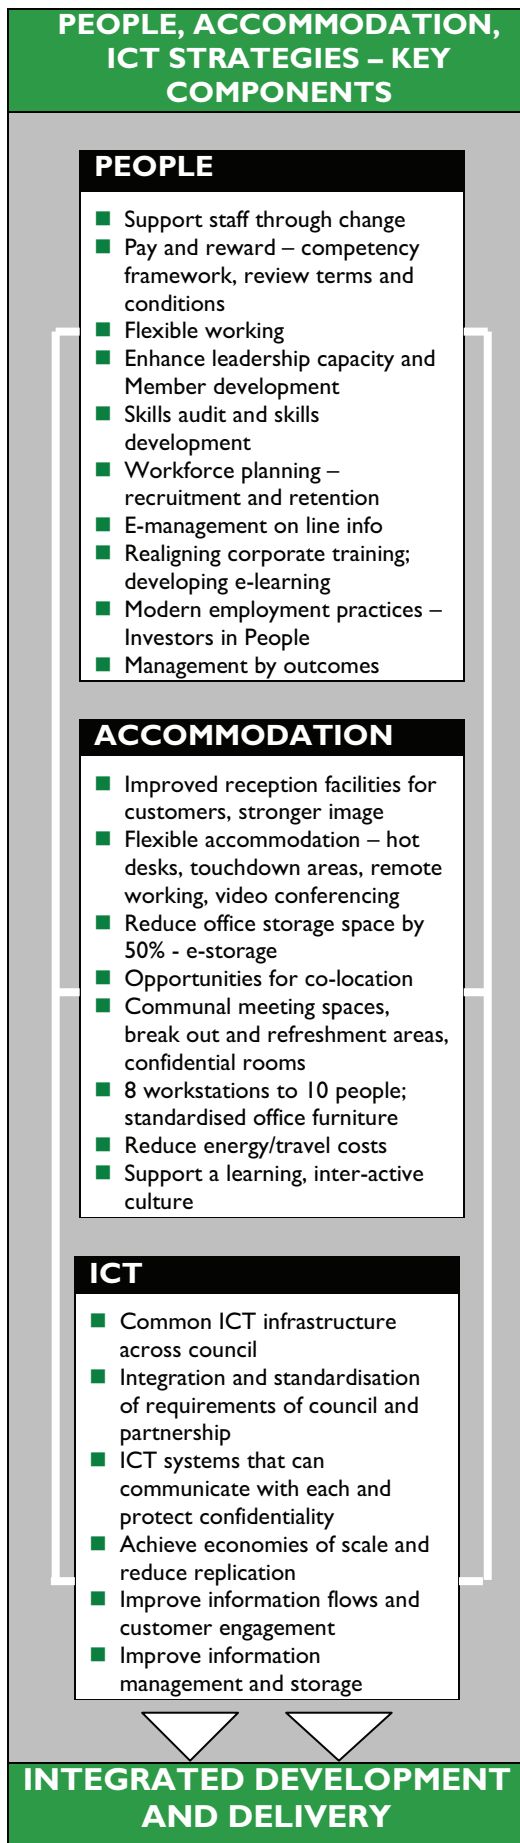 PEOPLE, ACCOMMODATION,
ICT STRATEGIES – KEY
COMPONENTS
PEOPLE
■ Support staff through change
■ Pay and reward – competency
framework, review terms and
conditions
■ Flexible working
■ Enhance leadership capacity and
Member development
■ Skills audit and skills
development
■ Workforce planning –
recruitment and retention
■ E-management on line info
■ Realigning corporate training;
developing e-learning
■ Modern employment practices –
Investors in People
■ Management by outcomes
ACCOMMODATION
■ Improved reception facilities for
customers, stronger image
■ Flexible accommodation – hot
desks, touchdown areas, remote
working, video conferencing
■ Reduce office storage space by
50% - e-storage
■ Opportunities for co-location
■ Communal meeting spaces,
break out and refreshment areas,
confidential rooms
■ 8 workstations to 10 people;
standardised office furniture
■ Reduce energy/travel costs
■ Support a learning, inter-active
culture
ICT
■ Common ICT infrastructure
across council
■ Integration and standardisation
of requirements of council and
partnership
■ ICT systems that can
communicate with each and
protect confidentiality
■ Achieve economies of scale and
reduce replication
■ Improve information flows and
customer engagement
■ Improve information
management and storage
INTEGRATED DEVELOPMENT
AND DELIVERY